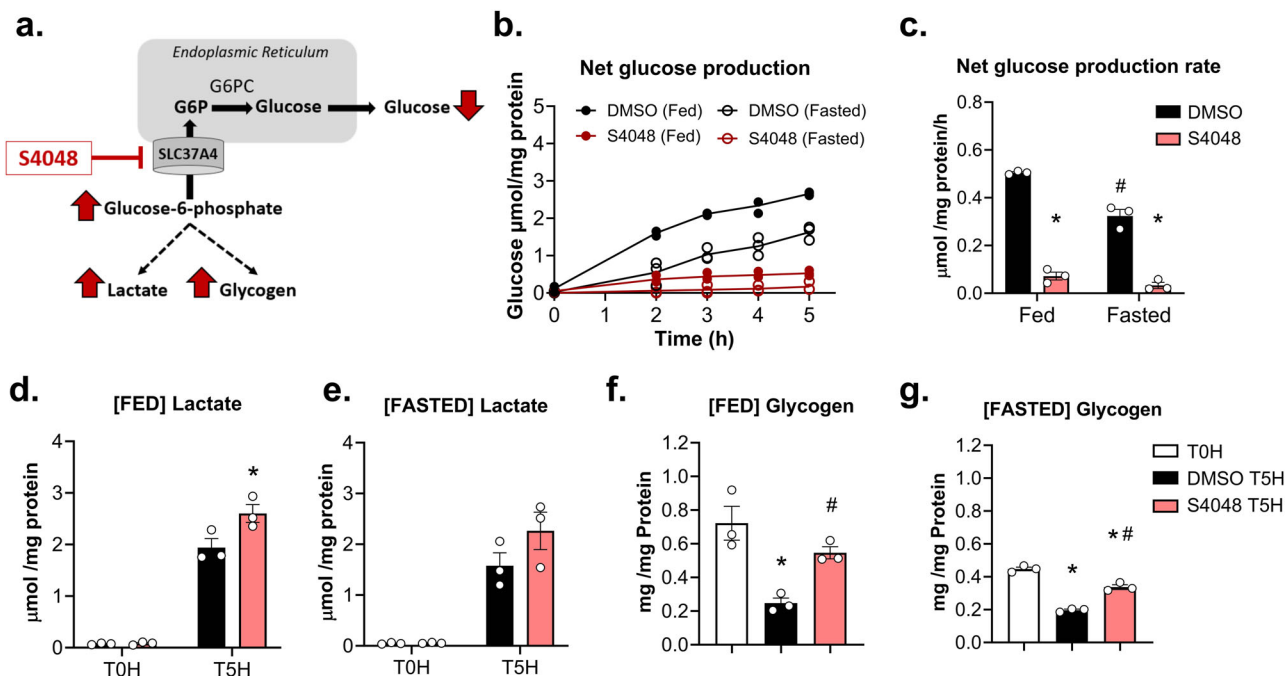 a.
Endoplasmic Reticulum
G6PC
G6P
Glucose
Glucose
S4048
SLC37A4
Glucose-6-phosphate
Lactate
Glycogen
b.
Net glucose production
DMSO (Fed)
DMSO (Fasted)
S4048 (Fed)
S4048 (Fasted)
Glucose µmol/mg protein
5
4
3
2
1
0
0
1
2
3
4
5
Time (h)
c.
Net glucose production rate
DMSO
S4048
µmol /mg protein/h
0.8
0.6
0.4
0.2
0.0
#
*
*
Fed
Fasted
d.
[FED] Lactate
µmol /mg protein
4
3
2
1
0
*
T0H
T5H
e.
[FASTED] Lactate
4
3
2
1
0
T0H
T5H
f.
[FED] Glycogen
mg /mg Protein
1.2
1.0
0.8
0.6
0.4
0.2
0.0
*
#
g.
[FASTED] Glycogen
mg /mg Protein
1.2
1.0
0.8
0.6
0.4
0.2
0.0
*
*#
T0H
DMSO T5H
S4048 T5H